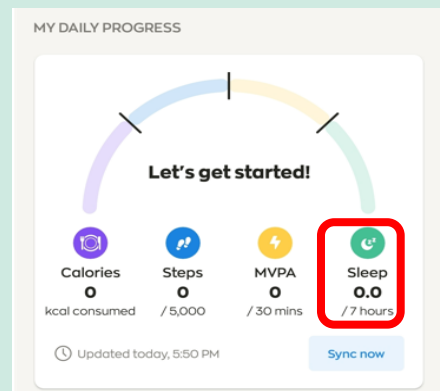 MY DAILY PROGRESS
Let's get started!
Calories Steps MVPA Sleep
0 0 0 0.0
kcal consumed / 5,000 / 30 mins / 7 hours
Updated today, 5:50 PM Sync now